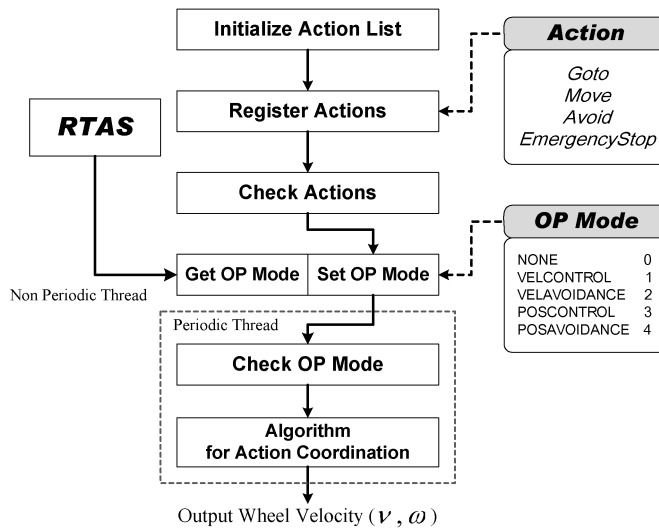 Initialize Action List
Action
Goto
Move
Avoid
EmergencyStop
Register Actions
RTAS
Check Actions
OP Mode
NONE 0
VELCONTROL 1
VELAVOIDANCE 2
POSCONTROL 3
POSAVOIDANCE 4
Get OP Mode Set OP Mode
Non Periodic Thread
Periodic Thread
Check OP Mode
Algorithm
for Action Coordination
Output Wheel Velocity (ν , ω)